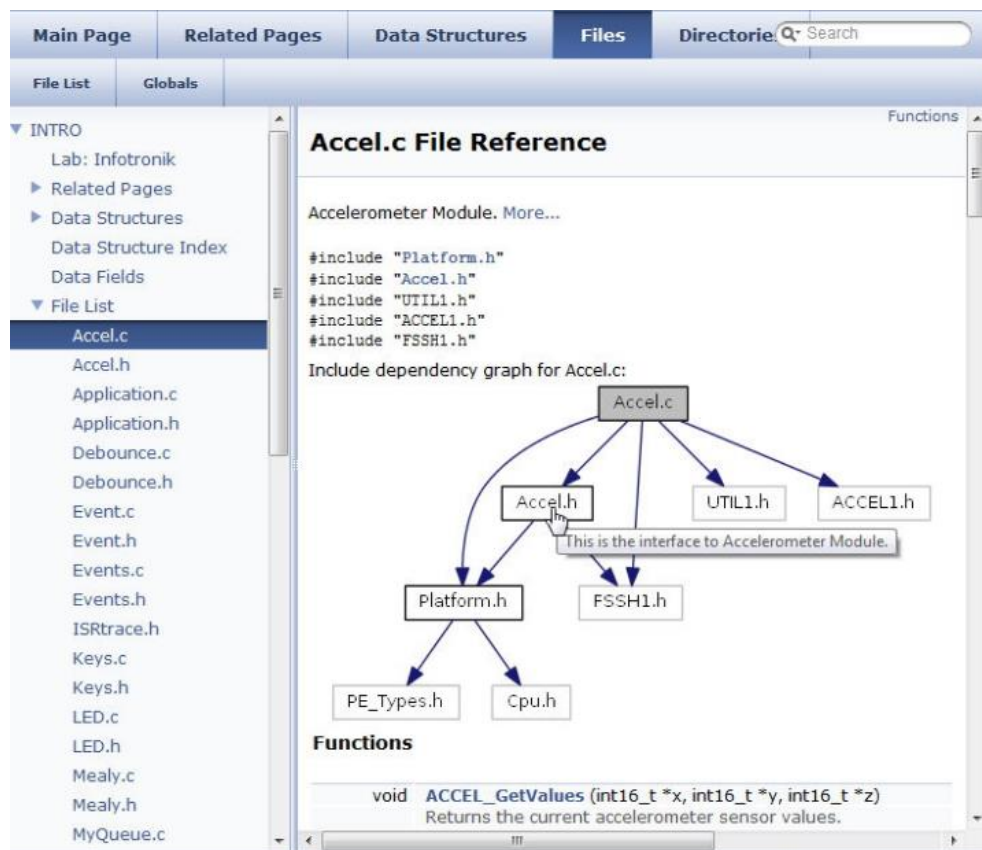 Main Page Related Pages Data Structures Files Directorie Search
File List Globals
INTRO
Lab: Infotronik
Related Pages
Data Structures
Data Structure Index
Data Fields
File List
Accel.c
Accel.h
Application.c
Application.h
Debounce.c
Debounce.h
Event.c
Event.h
Events.c
Events.h
ISRtrace.h
Keys.c
Keys.h
LED.c
LED.h
Mealy.c
Mealy.h
MyQueue.c
Functions
Accel.c File Reference
Accelerometer Module. More...
#include "Platform.h"
#include "Accel.h"
#include "UTIL1.h"
#include "ACCEL1.h"
#include "FSSH1.h"
Include dependency graph for Accel.c:
Accel.c
Accel.h UTIL1.h ACCEL1.h
This is the interface to Accelerometer Module.
Platform.h FSSH1.h
PE_Types.h Cpu.h
Functions
void ACCEL_GetValues (int16_t *x, int16_t *y, int16_t *z)
Returns the current accelerometer sensor values.